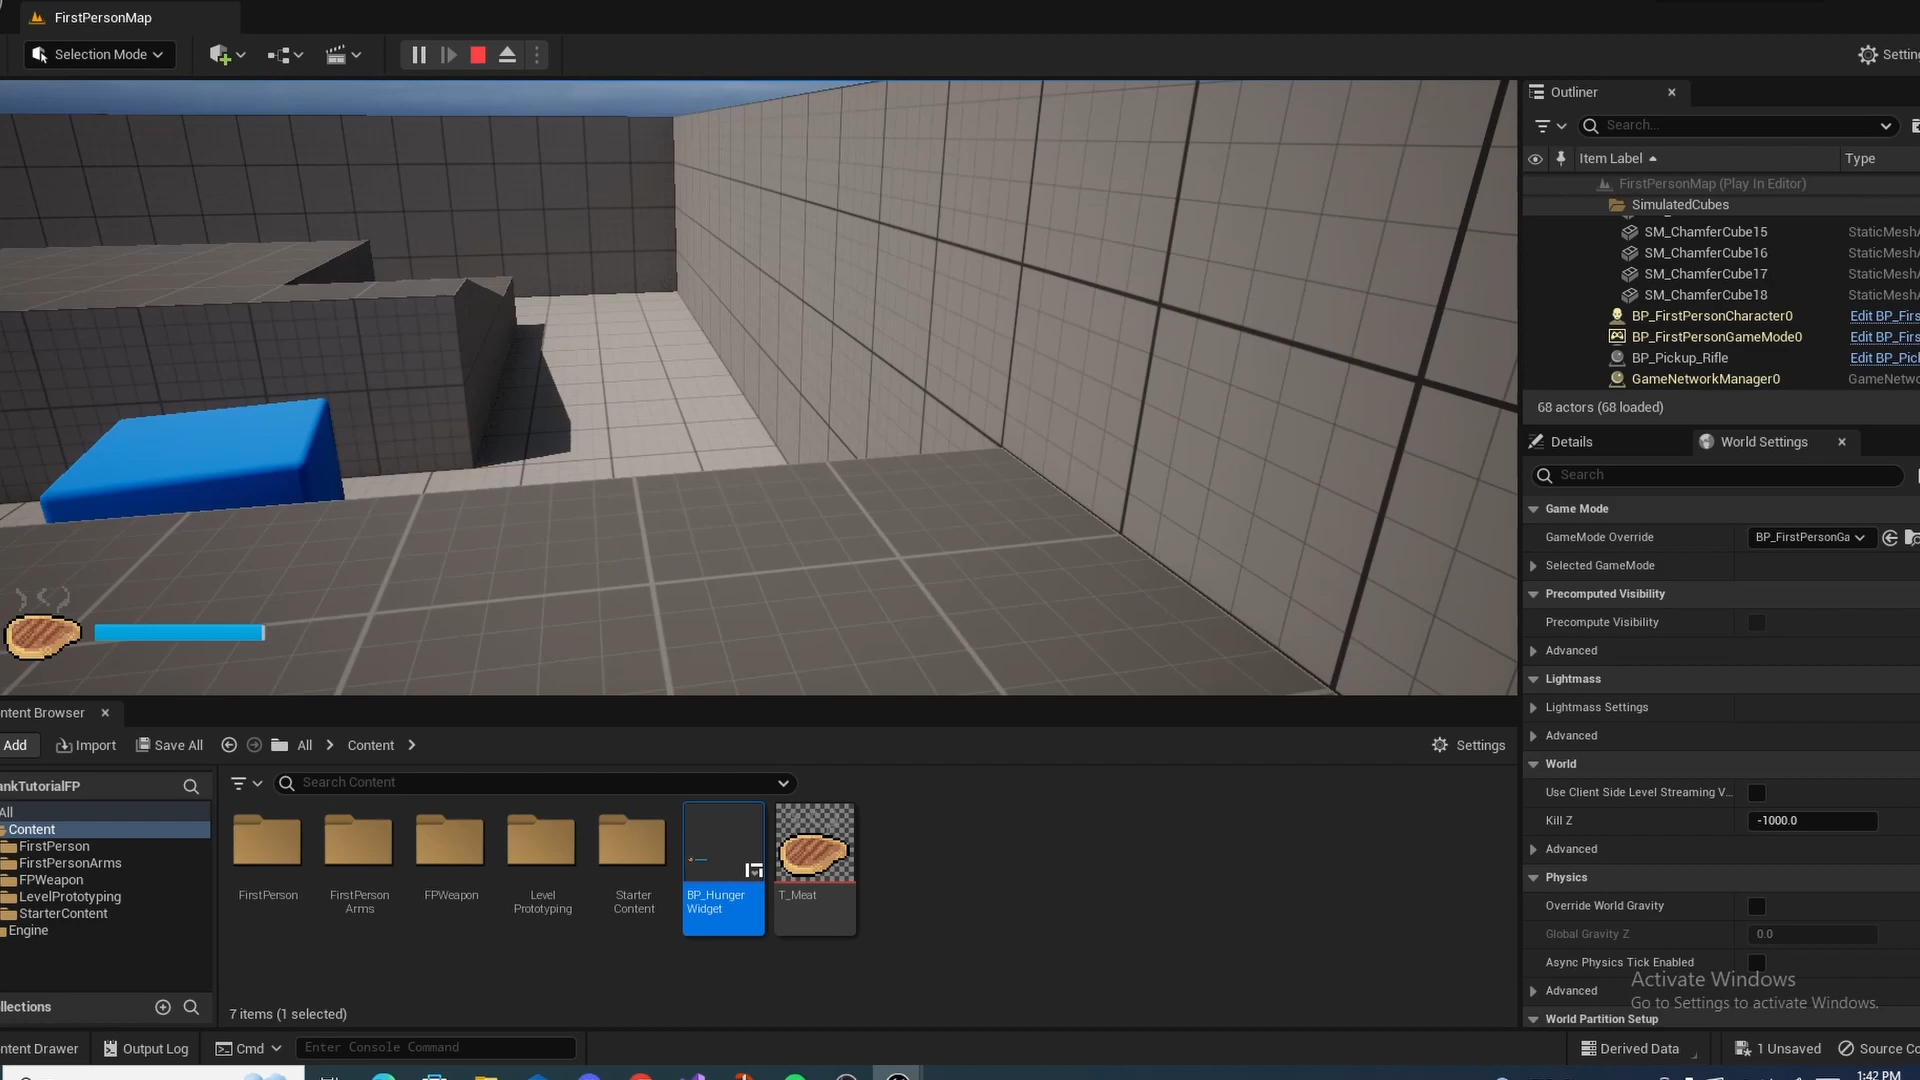 FirstPersonMap
Selection Mode
Settin
Outliner
Search...
Item Label
Type
FirstPersonMap (Play In Editor)
SimulatedCubes
SM_ChamferCube15 StaticMeshA
SM_ChamferCube16 StaticMeshA
SM_ChamferCube17 StaticMeshA
SM_ChamferCube18 StaticMeshA
BP_FirstPersonCharacter0 Edit BP_Firs
BP_FirstPersonGameMode0 Edit BP_Firs
BP_Pickup_Rifle Edit BP_Pic
GameNetworkManager0 GameNetwo
68 actors (68 loaded)
Details
World Settings
Search
Game Mode
GameMode Override BP_FirstPersonGa
Selected GameMode
Precomputed Visibility
Precompute Visibility
Advanced
Lightmass
Lightmass Settings
Advanced
World
Use Client Side Level Streaming V...
Kill Z -1000.0
Advanced
Physics
Override World Gravity
Global Gravity Z 0.0
Async Physics Tick Enabled
Advanced
World Partition Setup
Activate Windows
Go to Settings to activate Windows.
ntent Browser
Add Import Save All All Content Settings
ankTutorialFP
Search Content
All
Content
FirstPerson
FirstPersonArms
FPWeapon
LevelPrototyping
StarterContent
Engine
FirstPerson
FirstPerson
Arms
FPWeapon
Level
Prototyping
Starter
Content
BP_Hunger
Widget
T_Meat
llections
7 items (1 selected)
ntent Drawer Output Log Cmd Enter Console Command Derived Data 1 Unsaved Source Co
1:42 PM